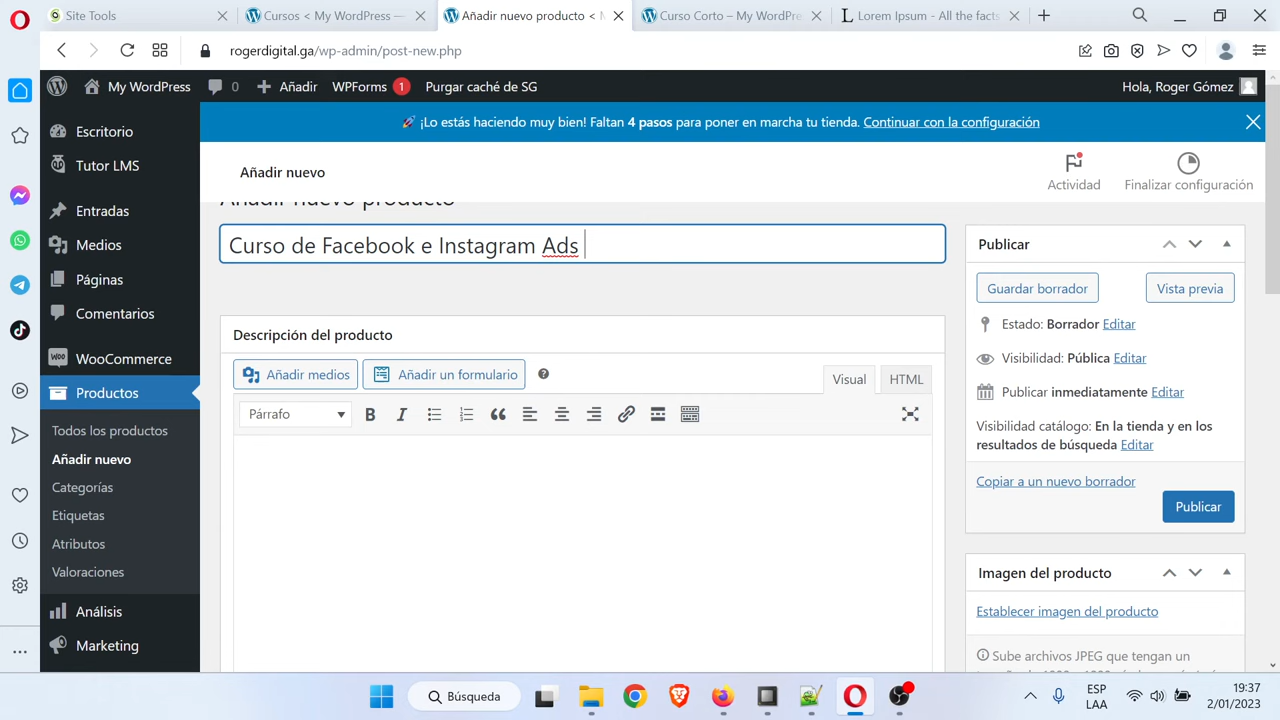 Site Tools
Cursos < My WordPress —
Añadir nuevo producto <
Curso Corto ~ My WordPre
Lorem Ipsum - All the facts
rogerdigital.ga/wp-admin/post-new.php
My WordPress
0
Añadir
WPForms 1
Purgar caché de SG
Hola, Roger Gómez
Escritorio
Tutor LMS
Entradas
Medios
Páginas
Comentarios
WooCommerce
Productos
Todos los productos
Añadir nuevo
Categorías
Etiquetas
Atributos
Valoraciones
Análisis
Marketing
¡Lo estás haciendo muy bien! Faltan 4 pasos para poner en marcha tu tienda. Continuar con la configuración
Añadir nuevo
Actividad
Finalizar configuración
Añadir nuevo producto
Curso de Facebook e Instagram Ads
Descripción del producto
Añadir medios
Añadir un formulario
Visual
HTML
Párrafo
Publicar
Guardar borrador
Vista previa
Estado: Borrador Editar
Visibilidad: Pública Editar
Publicar inmediatamente Editar
Visibilidad catálogo: En la tienda y en los
resultados de búsqueda Editar
Copiar a un nuevo borrador
Publicar
Imagen del producto
Establecer imagen del producto
Sube archivos JPEG que tengan un
Búsqueda
ESP
LAA
19:37
2/01/2023